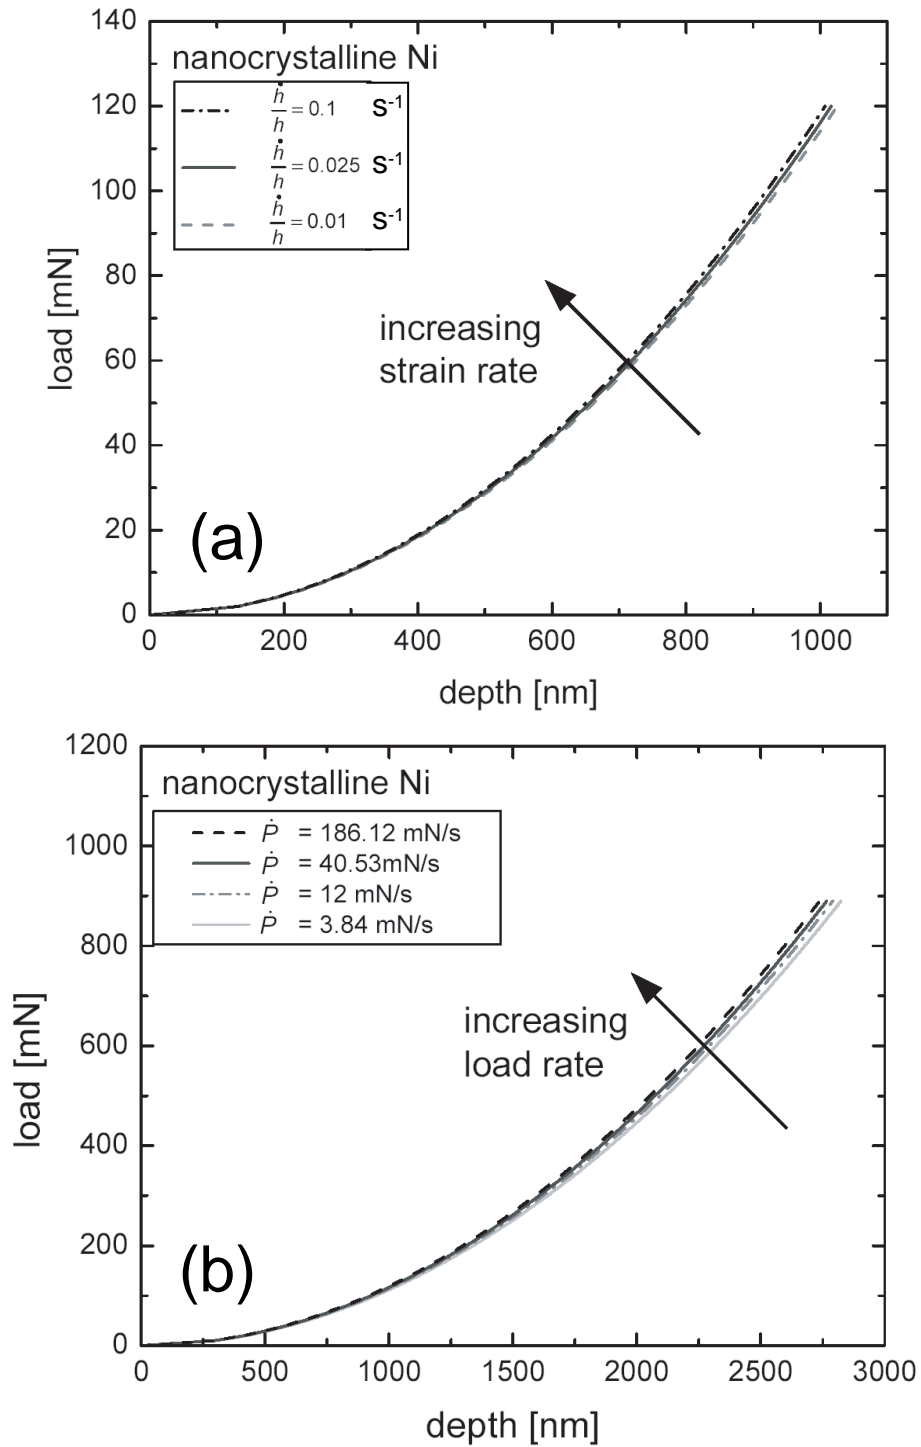 140
120
100
80
60
40
20
0
load [mN]
nanocrystalline Ni
ḣ/h = 0.1 s-1
ḣ/h = 0.025 s-1
ḣ/h = 0.01 s-1
increasing
strain rate
(a)
0 200 400 600 800 1000
depth [nm]
1200
1000
800
600
400
200
0
load [mN]
nanocrystalline Ni
Ṗ = 186.12 mN/s
Ṗ = 40.53mN/s
Ṗ = 12 mN/s
Ṗ = 3.84 mN/s
increasing
load rate
(b)
0 500 1000 1500 2000 2500 3000
depth [nm]